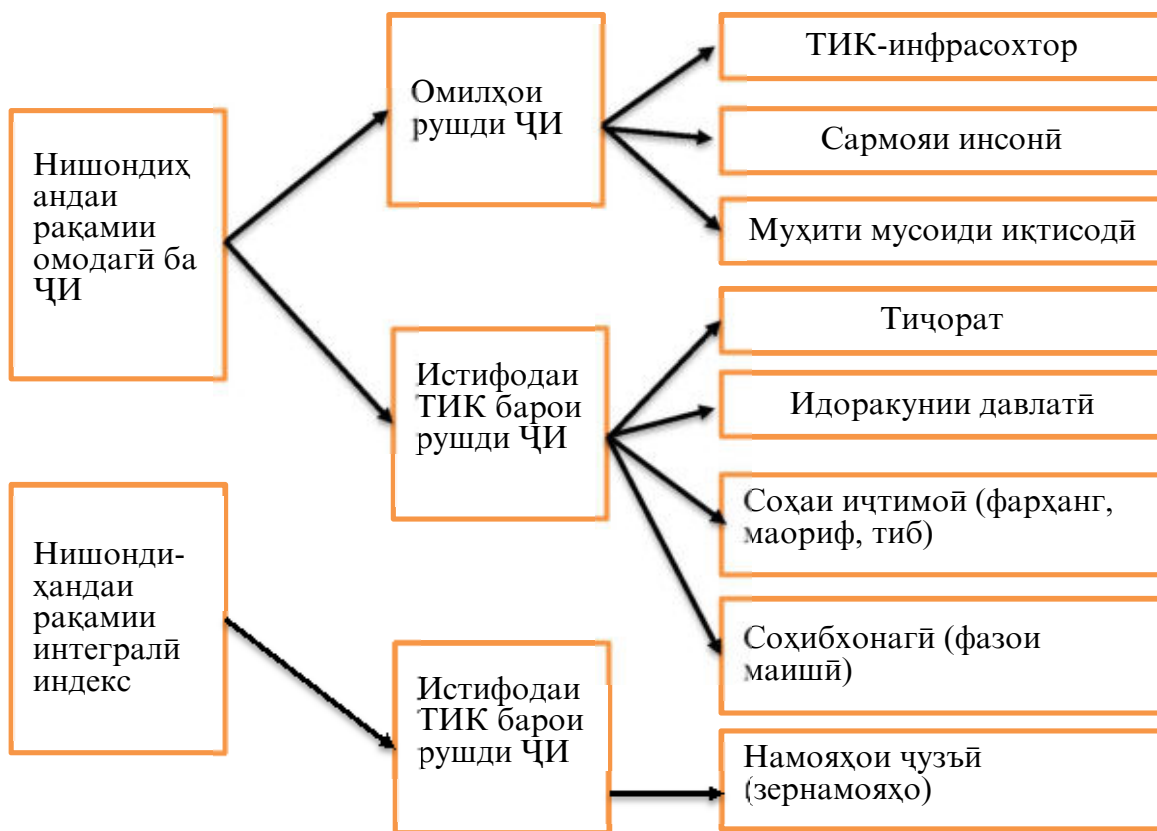 Нишондиҳ
андаи
рақамии
омодагӣ ба
ҶИ
Омилҳои
рушди ҶИ
ТИК-инфрасохтор
Сармояи инсонӣ
Муҳити мусоиди иқтисодӣ
Истифодаи
ТИК барои
рушди ҶИ
Тиҷорат
Идоракунии давлатӣ
Соҳаи иҷтимоӣ (фарҳанг,
маориф, тиб)
Соҳибхонагӣ (фазои
маишӣ)
Нишонди-
ҳандаи
рақамии
интегралӣ
индекс
Истифодаи
ТИК барои
рушди ҶИ
Намояҳои ҷузъӣ
(зернамояҳо)